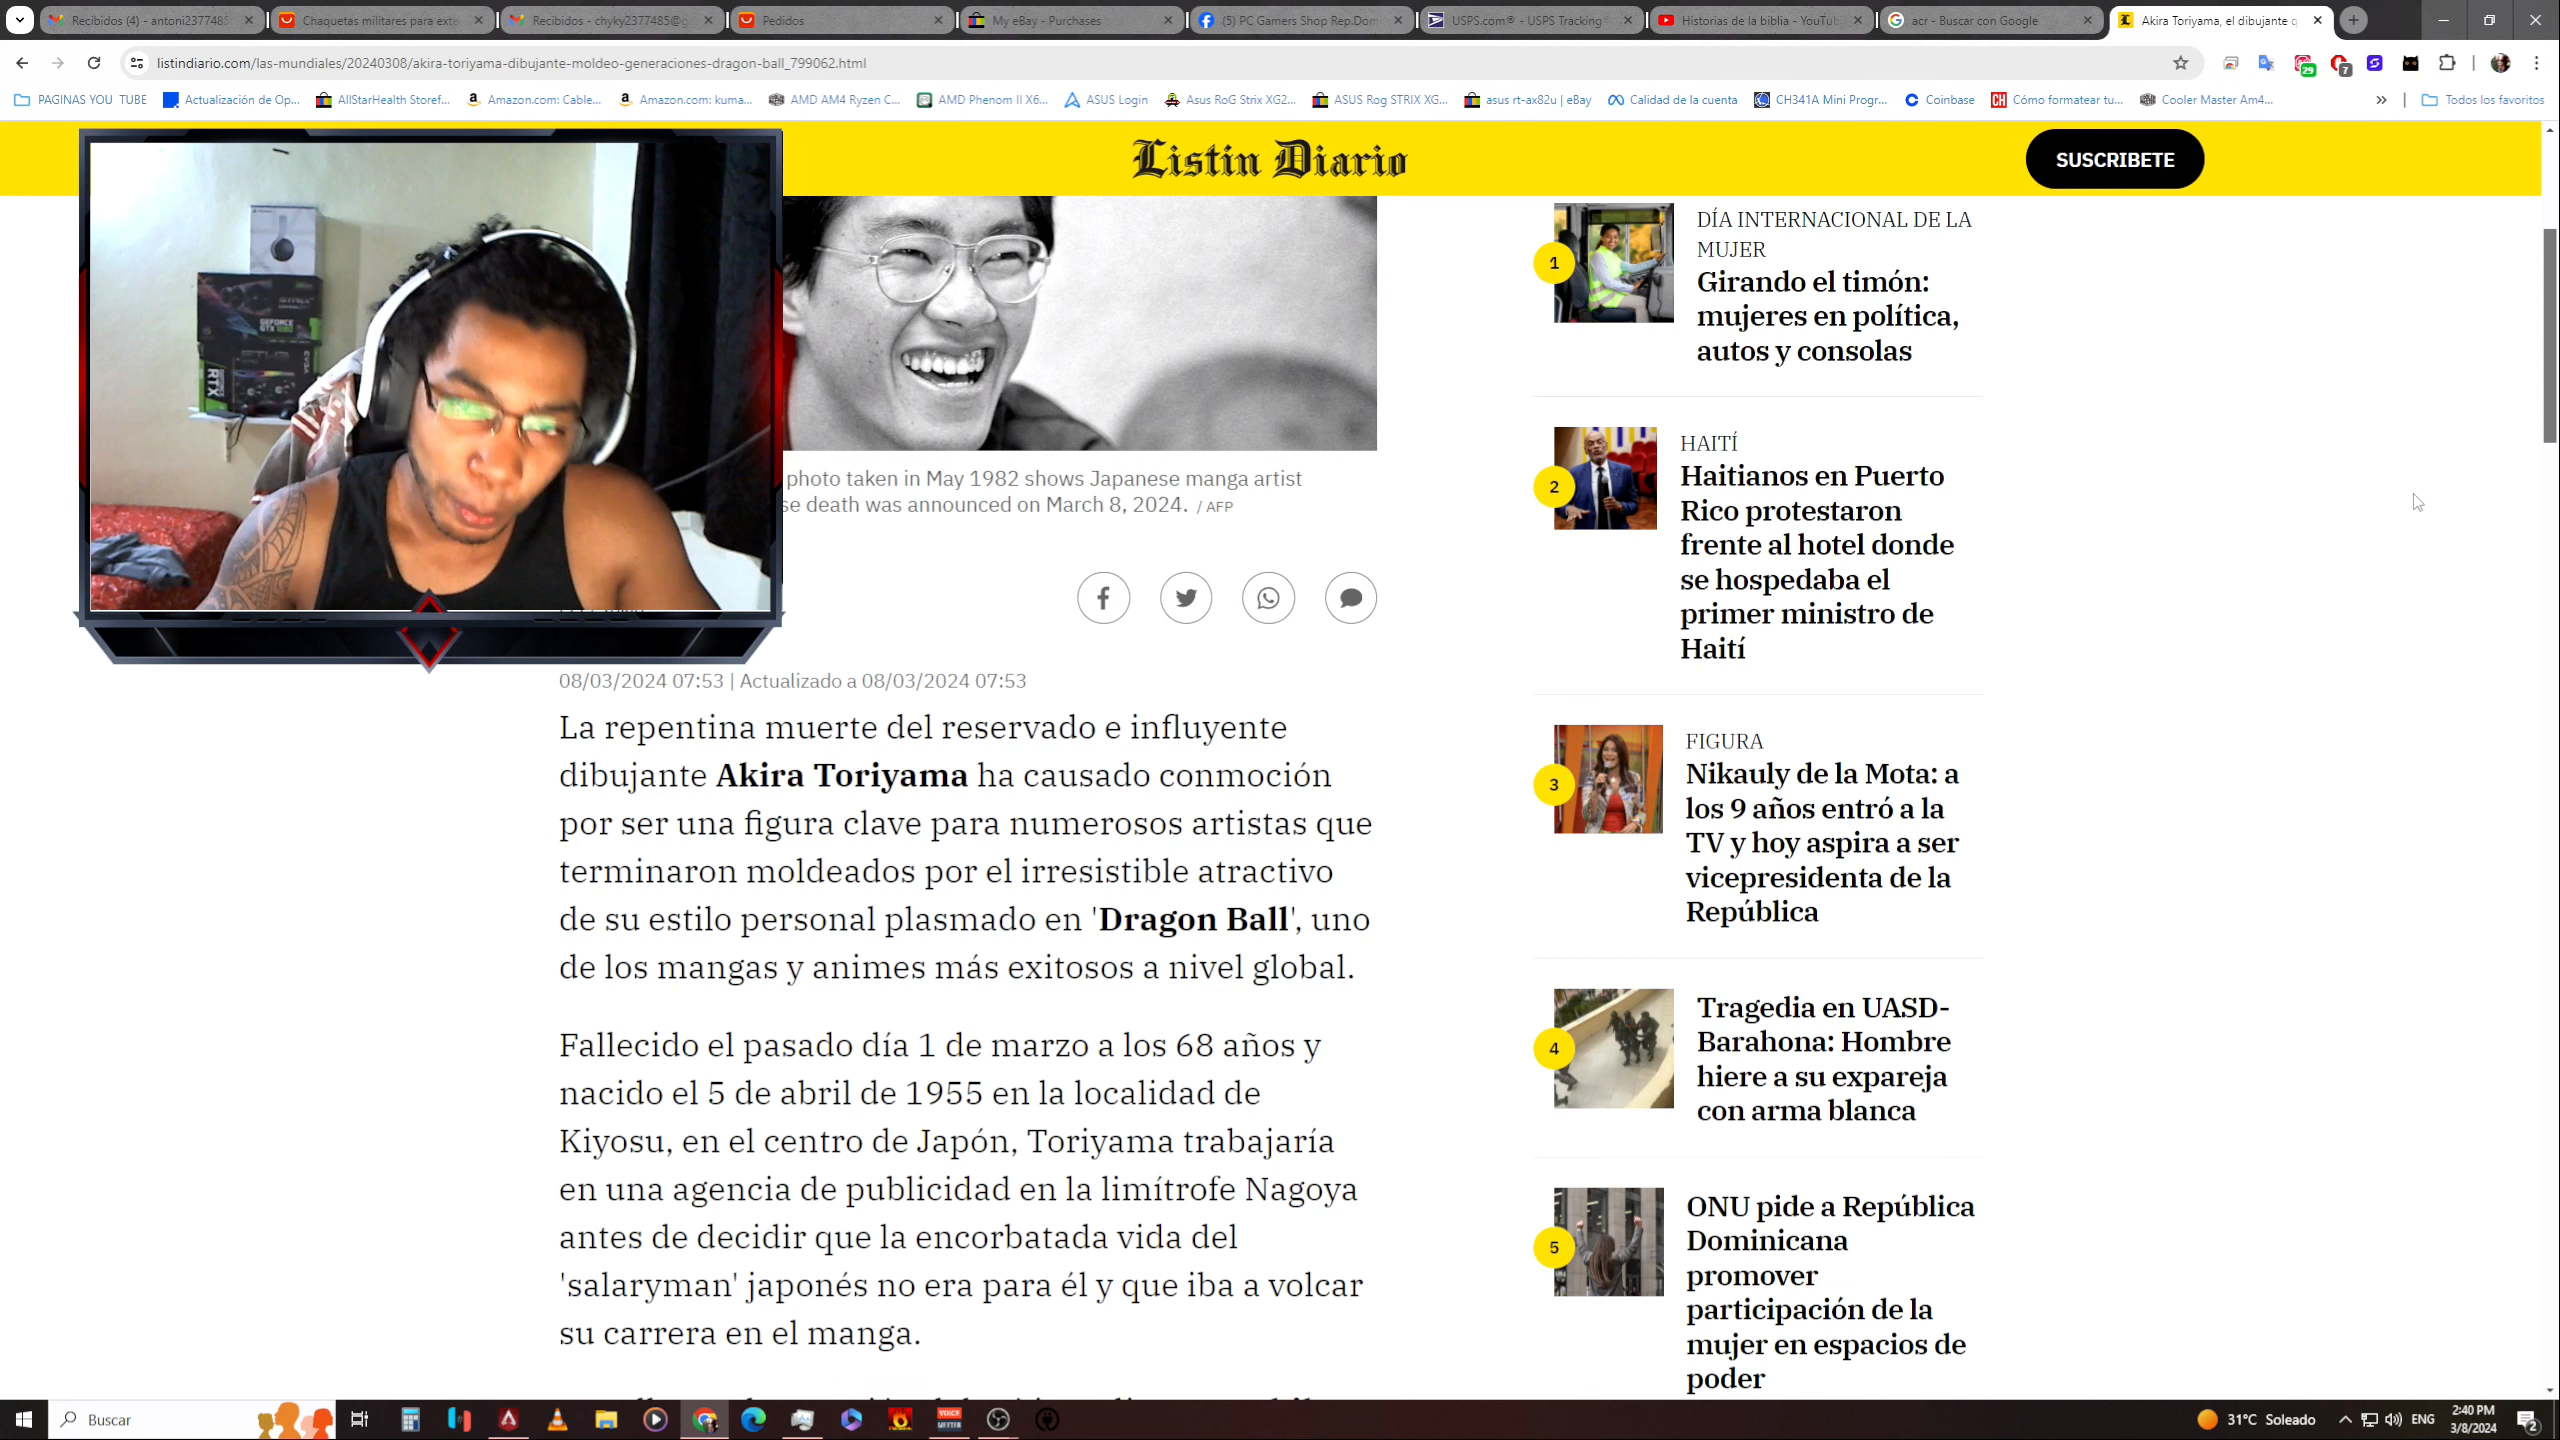 Recibidos (4) - antoni2377485
Chaquetas militares para exte
Recibidos - chyky2377485@g
Pedidos
My eBay - Purchases
(5) PC Gamers Shop Rep.Dom
USPS.com® - USPS Tracking
Historias de la biblia - YouTub
acr - Buscar con Google
Akira Toriyama, el dibujante q
listindiario.com/las-mundiales/20240308/akira-toriyama-dibujante-moldeo-generaciones-dragon-ball_799062.html
29
7
PAGINAS YOU TUBE
Actualización de Op...
AllStarHealth Storef...
Amazon.com: Cable...
Amazon.com: kuma...
AMD AM4 Ryzen C...
AMD Phenom II X6...
ASUS Login
Asus RoG Strix XG2...
ASUS Rog STRIX XG...
asus rt-ax82u | eBay
Calidad de la cuenta
CH341A Mini Progr...
Coinbase
Cómo formatear tu...
Cooler Master Am4...
Todos los favoritos
Listin Diario
SUSCRIBETE
GEFORCE
RTX
photo taken in May 1982 shows Japanese manga artist
se death was announced on March 8, 2024. / AFP
08/03/2024 07:53 | Actualizado a 08/03/2024 07:53
La repentina muerte del reservado e influyente
dibujante Akira Toriyama ha causado conmoción
por ser una figura clave para numerosos artistas que
terminaron moldeados por el irresistible atractivo
de su estilo personal plasmado en 'Dragon Ball', uno
de los mangas y animes más exitosos a nivel global.
Fallecido el pasado día 1 de marzo a los 68 años y
nacido el 5 de abril de 1955 en la localidad de
Kiyosu, en el centro de Japón, Toriyama trabajaría
en una agencia de publicidad en la limítrofe Nagoya
antes de decidir que la encorbatada vida del
'salaryman' japonés no era para él y que iba a volcar
su carrera en el manga.
1
DÍA INTERNACIONAL DE LA
MUJER
Girando el timón:
mujeres en política,
autos y consolas
2
HAITÍ
Haitianos en Puerto
Rico protestaron
frente al hotel donde
se hospedaba el
primer ministro de
Haití
3
FIGURA
Nikauly de la Mota: a
los 9 años entró a la
TV y hoy aspira a ser
vicepresidenta de la
República
4
Tragedia en UASD-
Barahona: Hombre
hiere a su expareja
con arma blanca
5
ONU pide a República
Dominicana
promover
participación de la
mujer en espacios de
poder
Buscar
31°C Soleado
ENG
2:40 PM
3/8/2024
2